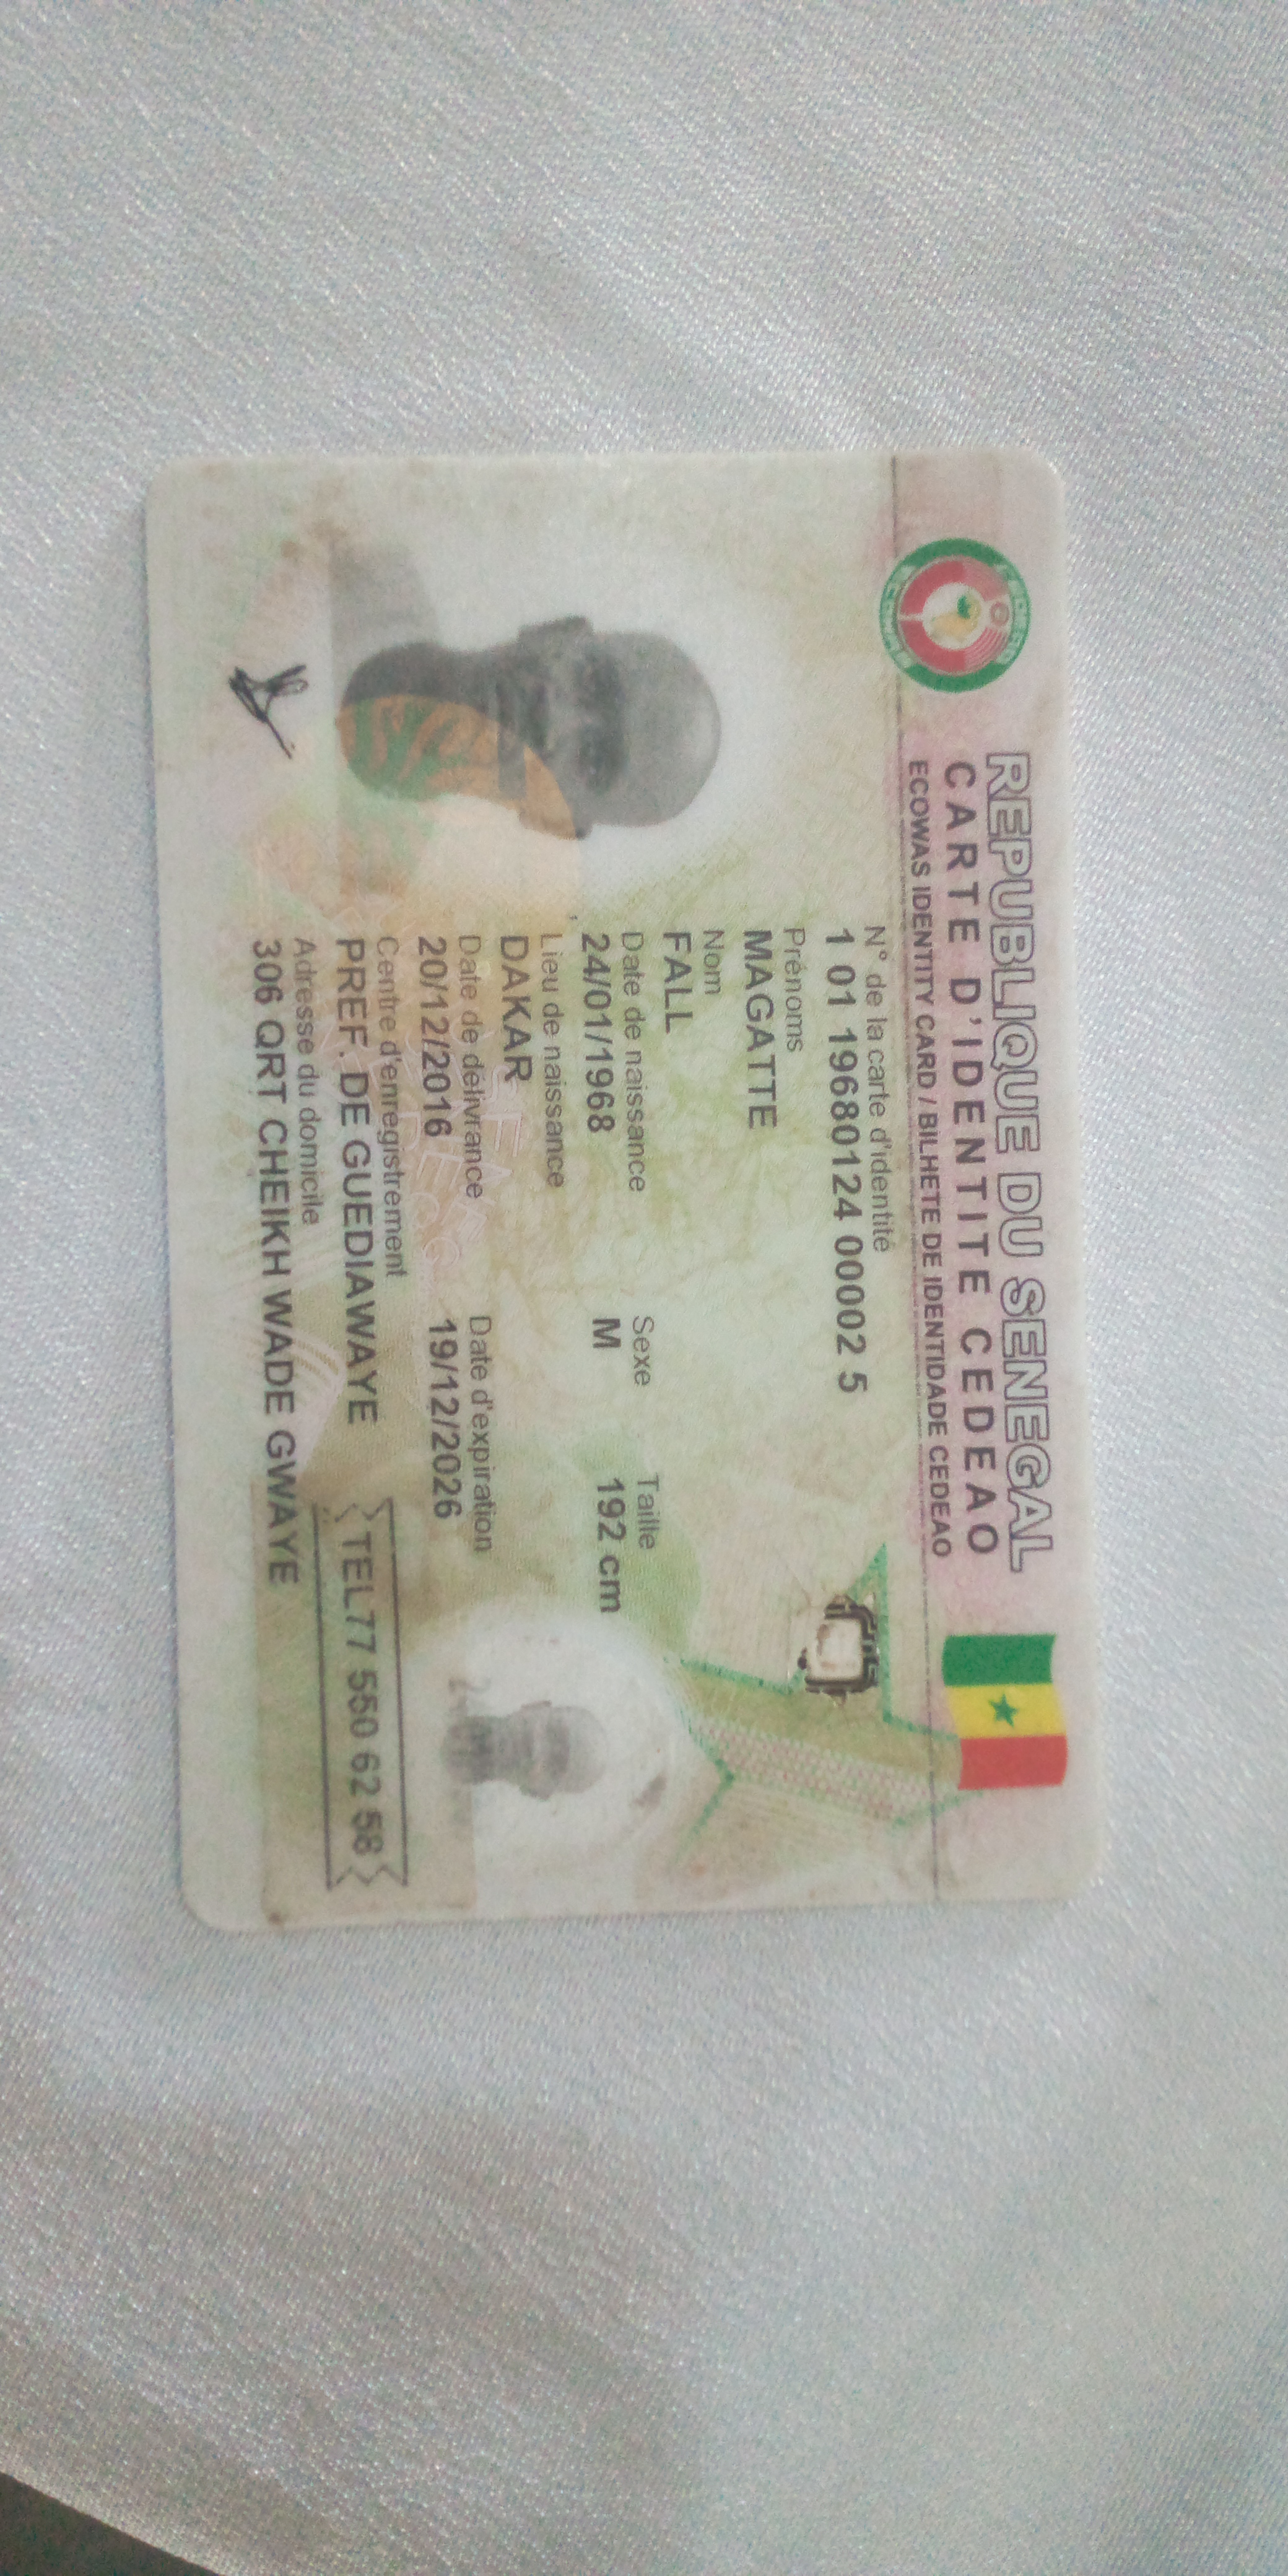 REPUBLIQUE DU SENEGAL
CARTE D'IDENTITE CEDEAO
ECOWAS IDENTITY CARD / BILHETE DE IDENTIDADE CEDEAO
N° de la carte d'identité
1 01 19680124 00002 5
Prénoms
MAGATTE
Nom
FALL
Date de naissance Sexe Taille
24/01/1968 M 192 cm
Lieu de naissance
DAKAR
Date de délivrance Date d'expiration
20/12/2016 19/12/2026
Centre d'enregistrement
PREF. DE GUEDIAWAYE
TEL77 550 62 58
Adresse du domicile
306 QRT CHEIKH WADE GWAYE